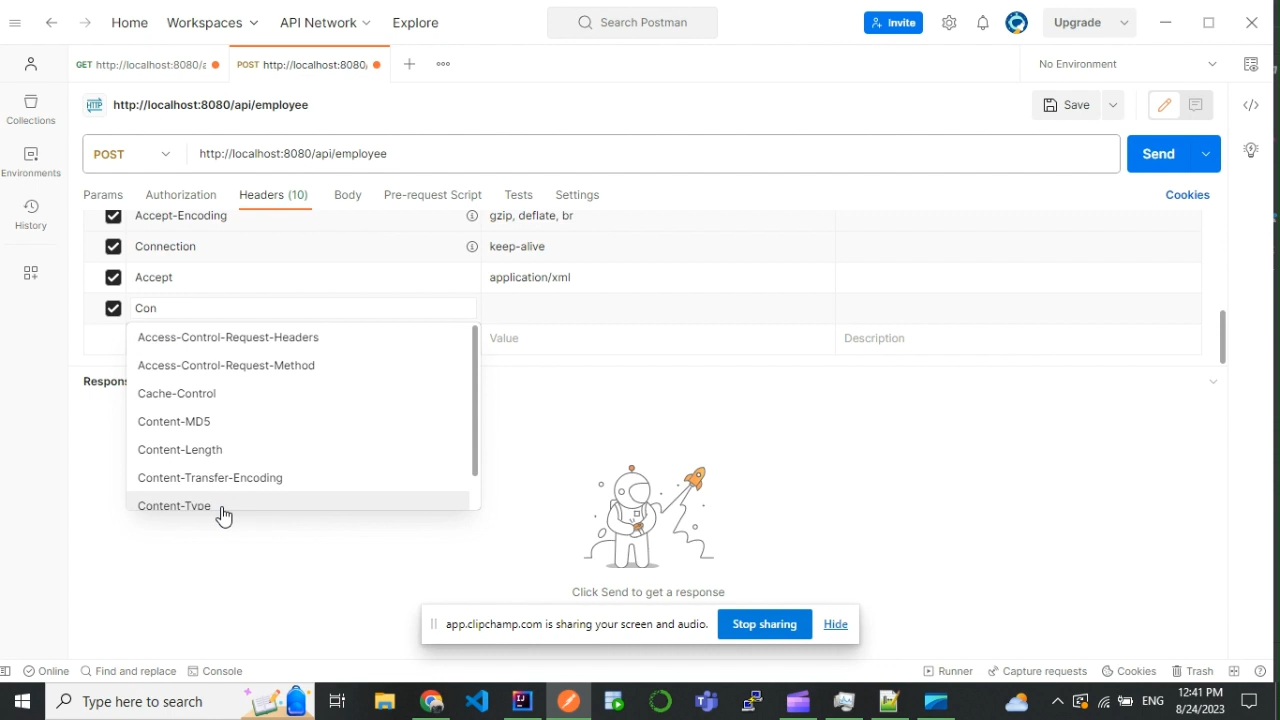 Home Workspaces API Network Explore Search Postman Invite Upgrade
GET http://localhost:8080/a POST http://localhost:8080/ No Environment
HTTP http://localhost:8080/api/employee Save
Collections
POST http://localhost:8080/api/employee Send
Environments
Params Authorization Headers (10) Body Pre-request Script Tests Settings Cookies
History
Accept-Encoding gzip, deflate, br
Connection keep-alive
Accept application/xml
Con
Access-Control-Request-Headers Value Description
Access-Control-Request-Method
Respon
Cache-Control
Content-MD5
Content-Length
Content-Transfer-Encoding
Content-Type
Click Send to get a response
app.clipchamp.com is sharing your screen and audio. Stop sharing Hide
Online Find and replace Console Runner Capture requests Cookies Trash
Type here to search ENG 12:41 PM
8/24/2023